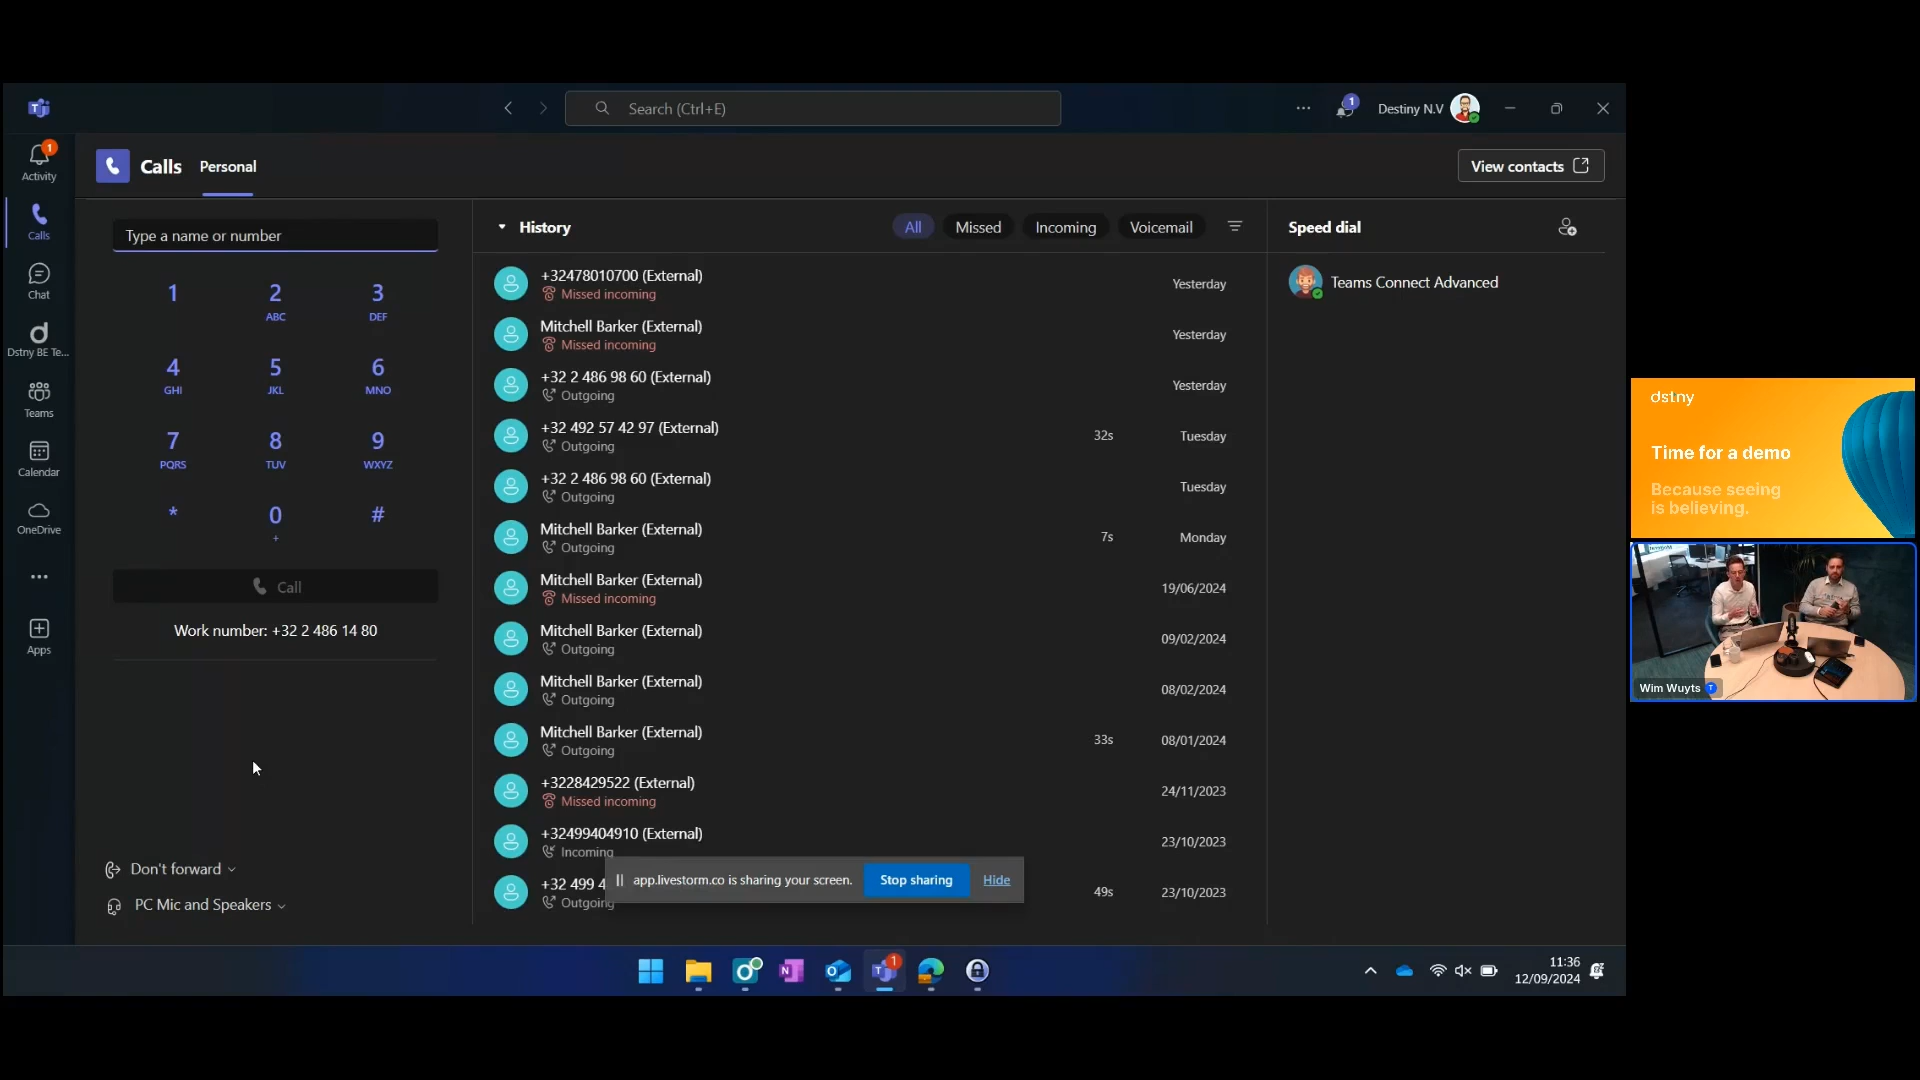 Search (Ctrl+E)
1
Destiny N.V
1
Activity
Calls
Chat
Dstny BE Te...
Teams
Calendar
OneDrive
Apps
Calls
Personal
View contacts
Type a name or number
1
2
ABC
3
DEF
4
GHI
5
JKL
6
MNO
7
PQRS
8
TUV
9
WXYZ
*
0
+
#
Call
Work number: +32 2 486 14 80
Don't forward
PC Mic and Speakers
History
All
Missed
Incoming
Voicemail
+32478010700 (External)
Missed incoming
Yesterday
Mitchell Barker (External)
Missed incoming
Yesterday
+32 2 486 98 60 (External)
Outgoing
Yesterday
+32 492 57 42 97 (External)
Outgoing
32s
Tuesday
+32 2 486 98 60 (External)
Outgoing
Tuesday
Mitchell Barker (External)
Outgoing
7s
Monday
Mitchell Barker (External)
Missed incoming
19/06/2024
Mitchell Barker (External)
Outgoing
09/02/2024
Mitchell Barker (External)
Outgoing
08/02/2024
Mitchell Barker (External)
Outgoing
33s
08/01/2024
+3228429522 (External)
Missed incoming
24/11/2023
+32499404910 (External)
Incoming
23/10/2023
+32 499 4
Outgoing
49s
23/10/2023
app.livestorm.co is sharing your screen.
Stop sharing
Hide
Speed dial
Teams Connect Advanced
1
11:36
12/09/2024
dstny
Time for a demo
Because seeing
is believing.
Wim Wuyts
T